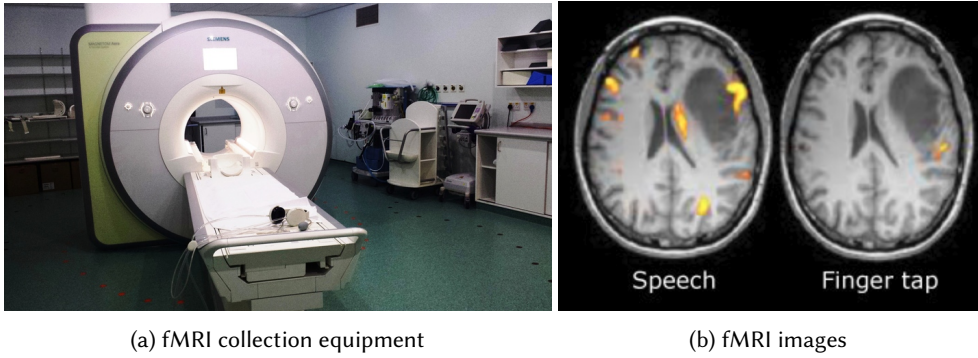 SIEMENS
Speech
Finger tap
(a) fMRI collection equipment
(b) fMRI images